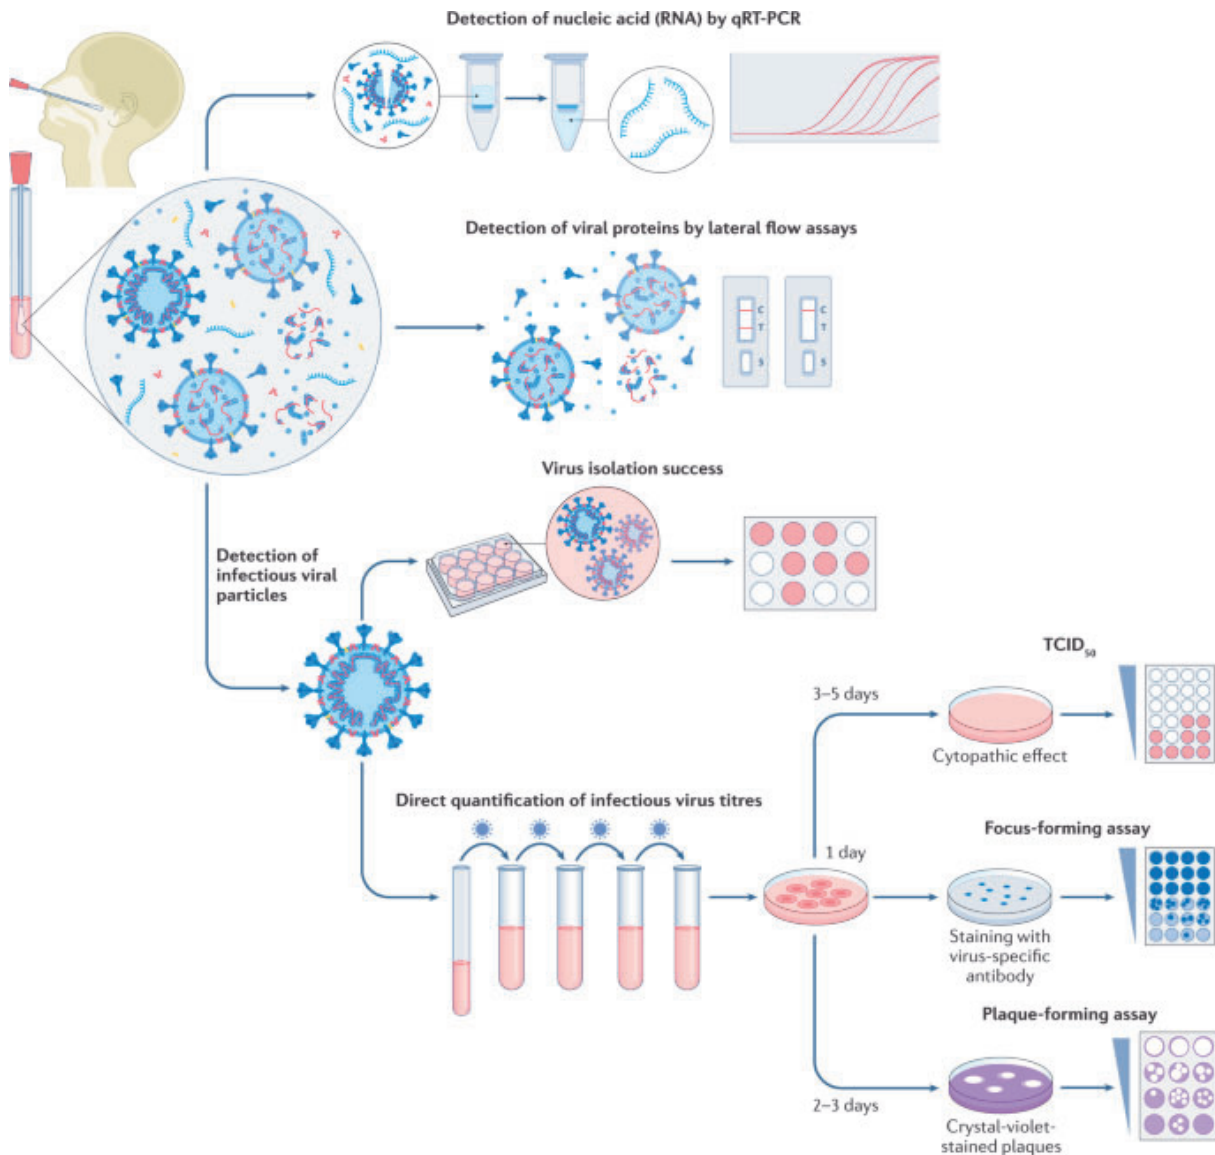 Detection of nucleic acid (RNA) by qRT-PCR
Detection of viral proteins by lateral flow assays
C
T
S
C
T
S
Virus isolation success
Detection of
infectious viral
particles
TCID50
3–5 days
Cytopathic effect
Direct quantification of infectious virus titres
Focus-forming assay
1 day
Staining with
virus-specific
antibody
Plaque-forming assay
2–3 days
Crystal-violet-
stained plaques